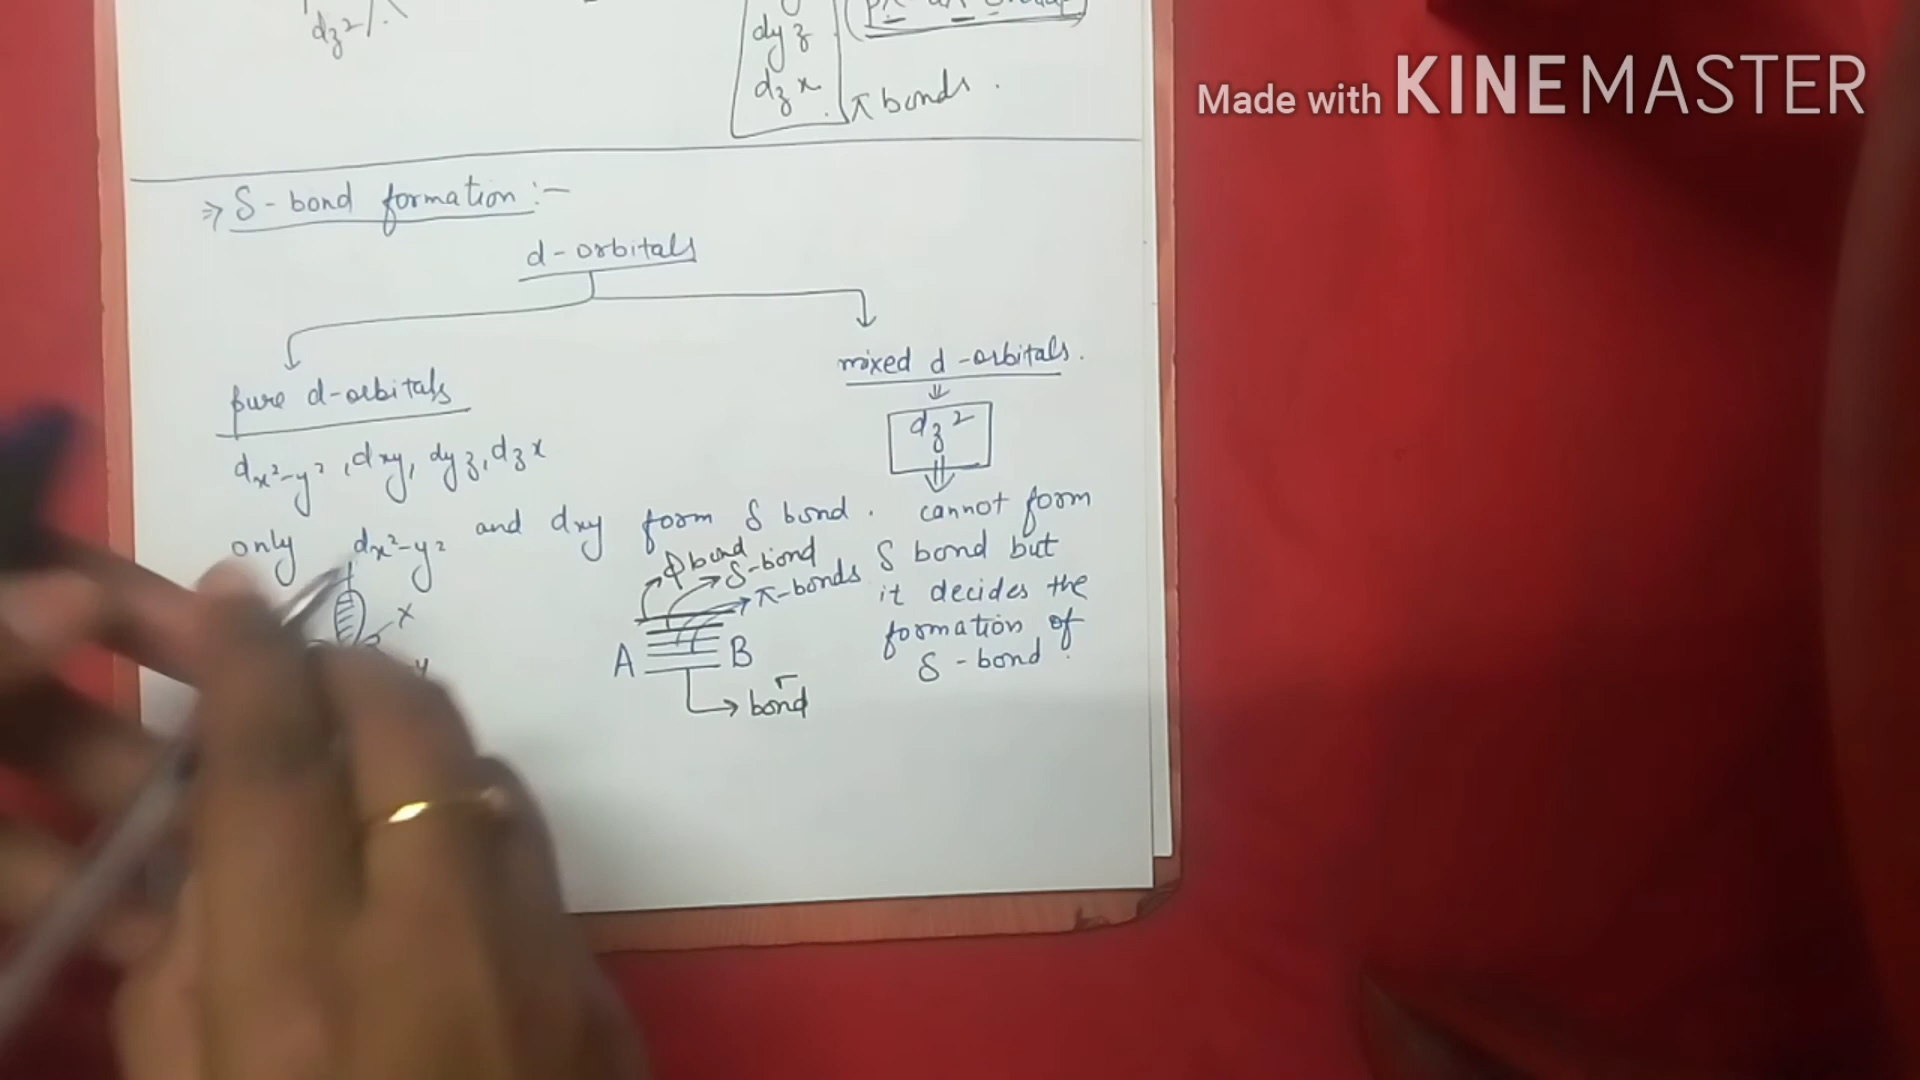 dz²
dyz
dzx
π bonds.
Made with KINEMASTER
⇒ δ-bond formation:-
d-orbitals
pure d-orbitals
mixed d-orbitals.
dz²
dx²-y², dxy, dyz, dzx
only dx²-y² and dxy form δ bond.
cannot form
δ bond but
it decides the
formation of
δ-bond.
ϕ bond
δ-bond
π-bonds
x
y
A B
σ
bond